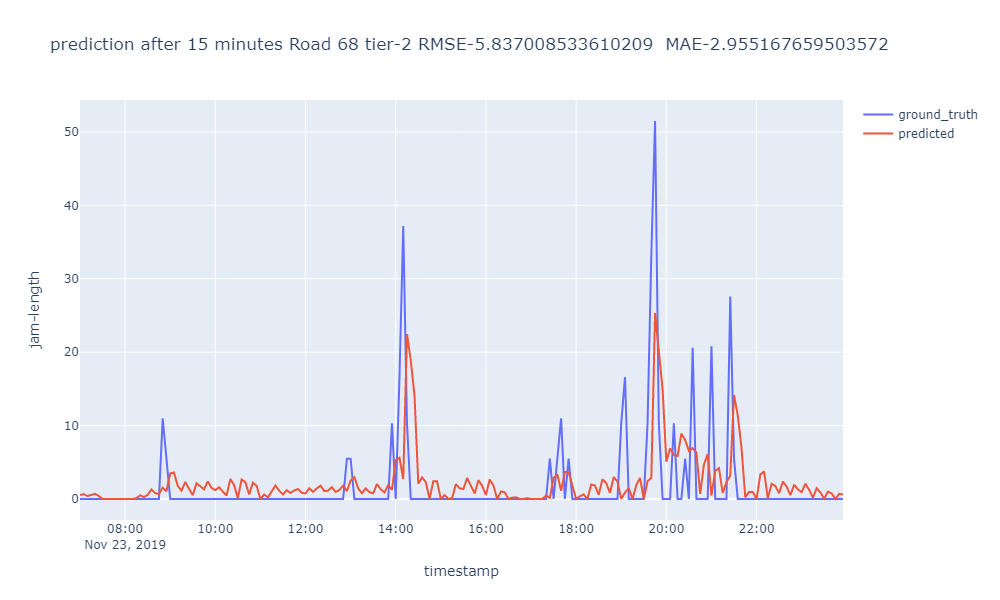 prediction after 15 minutes Road 68 tier-2 RMSE-5.837008533610209  MAE-2.955167659503572
ground_truth
predicted
50
40
30
20
10
0
jam-length
08:00 10:00 12:00 14:00 16:00 18:00 20:00 22:00
Nov 23, 2019
timestamp